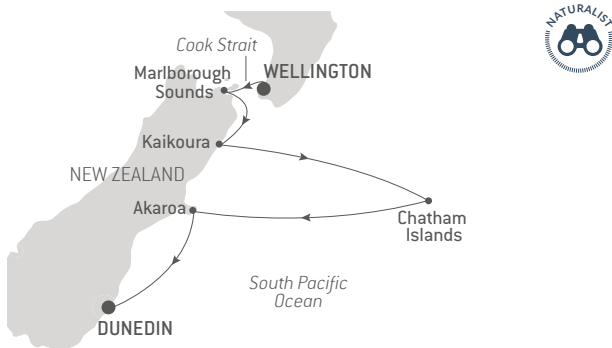 NATURALIST
Cook Strait
WELLINGTON
Marlborough
Sounds
Kaikoura
NEW ZEALAND
Akaroa
Chatham
Islands
South Pacific
Ocean
DUNEDIN